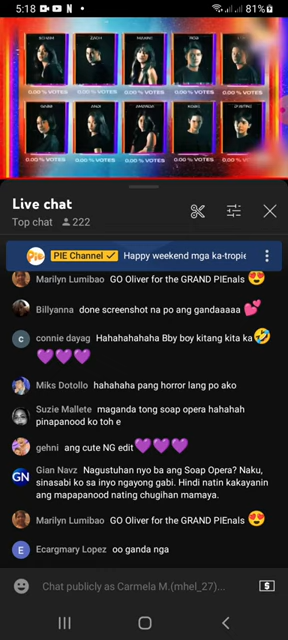 5:18 N • 81%
ZACH
MAXINE
0.00 % VOTES 0.00 % VOTES 0.00 % VOTES 0.00 % VOTES 0.00 % VOTES
ANDI
0.00 % VOTES 0.00 % VOTES 0.00 % VOTES 0.00 % VOTES 0.00 % VOTES
Live chat
Top chat 222
PIE PIE Channel ✓ Happy weekend mga ka-tropie
Marilyn Lumibao GO Oliver for the GRAND PIEnals 😍
Billyanna done screenshot na po ang gandaaaaa 💕
c connie dayag Hahahahahaha Bby boy kitang kita ka🤣
💜💜💜
Miks Dotollo hahahaha pang horror lang po ako
Suzie Mallete maganda tong soap opera hahahah
pinapanood ko toh e
gehni ang cute NG edit💜💜💜
GN Gian Navz Nagustuhan nyo ba ang Soap Opera? Naku,
sinasabi ko sa inyo ngayong gabi. Hindi natin kakayanin
ang mapapanood nating chugihan mamaya.
Marilyn Lumibao GO Oliver for the GRAND PIEnals 😍
E Ecargmary Lopez oo ganda nga
Chat publicly as Carmela M.(mhel_27)... $